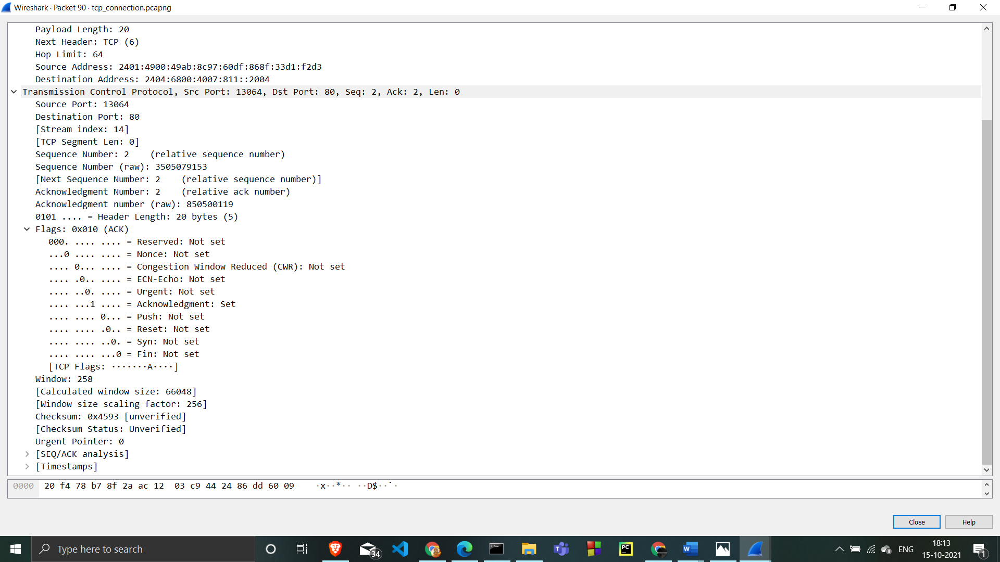 Wireshark · Packet 90 · tcp_connection.pcapng
Payload Length: 20
Next Header: TCP (6)
Hop Limit: 64
Source Address: 2401:4900:49ab:8c97:60df:868f:33d1:f2d3
Destination Address: 2404:6800:4007:811::2004
Transmission Control Protocol, Src Port: 13064, Dst Port: 80, Seq: 2, Ack: 2, Len: 0
Source Port: 13064
Destination Port: 80
[Stream index: 14]
[TCP Segment Len: 0]
Sequence Number: 2    (relative sequence number)
Sequence Number (raw): 3505079153
[Next Sequence Number: 2    (relative sequence number)]
Acknowledgment Number: 2    (relative ack number)
Acknowledgment number (raw): 850500119
0101 .... = Header Length: 20 bytes (5)
Flags: 0x010 (ACK)
000. .... .... = Reserved: Not set
...0 .... .... = Nonce: Not set
.... 0... .... = Congestion Window Reduced (CWR): Not set
.... .0.. .... = ECN-Echo: Not set
.... ..0. .... = Urgent: Not set
.... ...1 .... = Acknowledgment: Set
.... .... 0... = Push: Not set
.... .... .0.. = Reset: Not set
.... .... ..0. = Syn: Not set
.... .... ...0 = Fin: Not set
[TCP Flags: ·······A····]
Window: 258
[Calculated window size: 66048]
[Window size scaling factor: 256]
Checksum: 0x4593 [unverified]
[Checksum Status: Unverified]
Urgent Pointer: 0
[SEQ/ACK analysis]
[Timestamps]
0000  20 f4 78 b7 8f 2a ac 12  03 c9 44 24 86 dd 60 09    ·x··*·· ··D$··`·
Close
Help
Type here to search
34
PC
W
ENG
18:13
15-10-2021
1